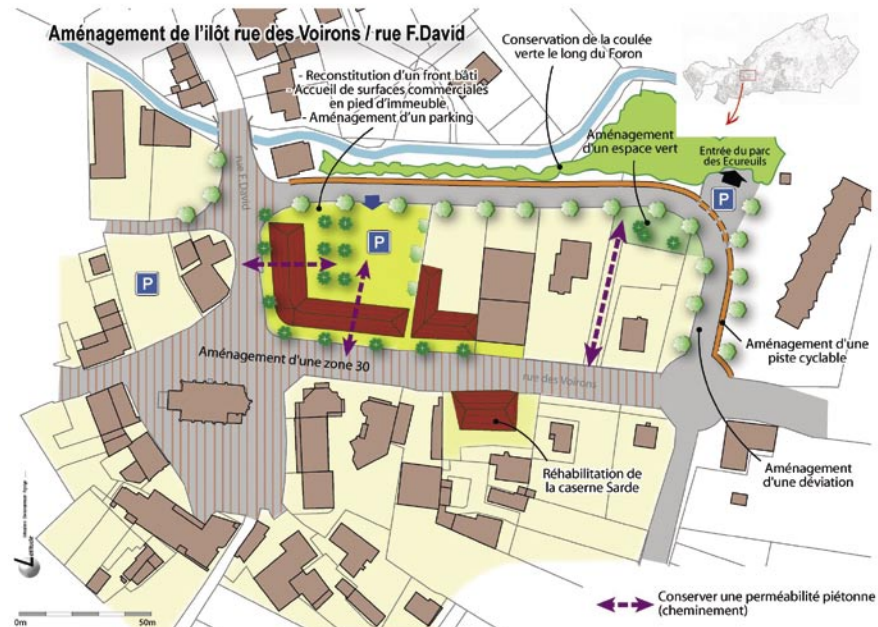 Aménagement de l'ilôt rue des Voirons / rue F.David
- Reconstitution d'un front bâti
- Accueil de surfaces commerciales
en pied d'immeuble
- Aménagement d'un parking
Conservation de la coulée
verte le long du Foron
Aménagement
d'un espace vert
Entrée du parc
des Ecureuils
P
rue F.David
P
P
Aménagement d'une
piste cyclable
Aménagement d'une zone 30
rue des Voirons
Réhabilitation de
la caserne Sarde
Aménagement
d'une déviation
Conserver une perméabilité piétonne
(cheminement)
0m
50m